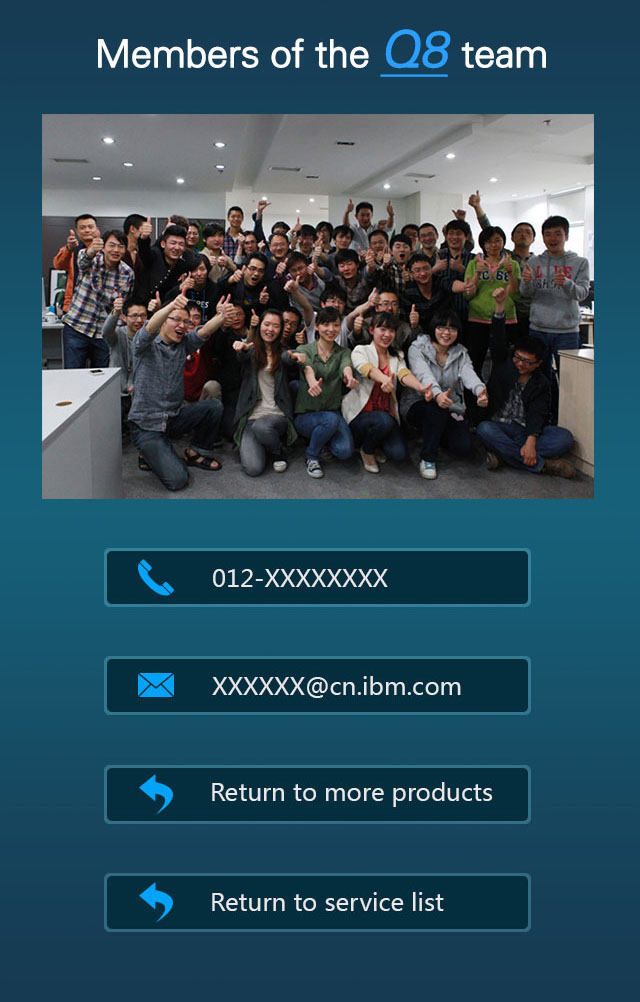 Members of the Q8 team
012-XXXXXXXX
XXXXXX@cn.ibm.com
Return to more products
Return to service list